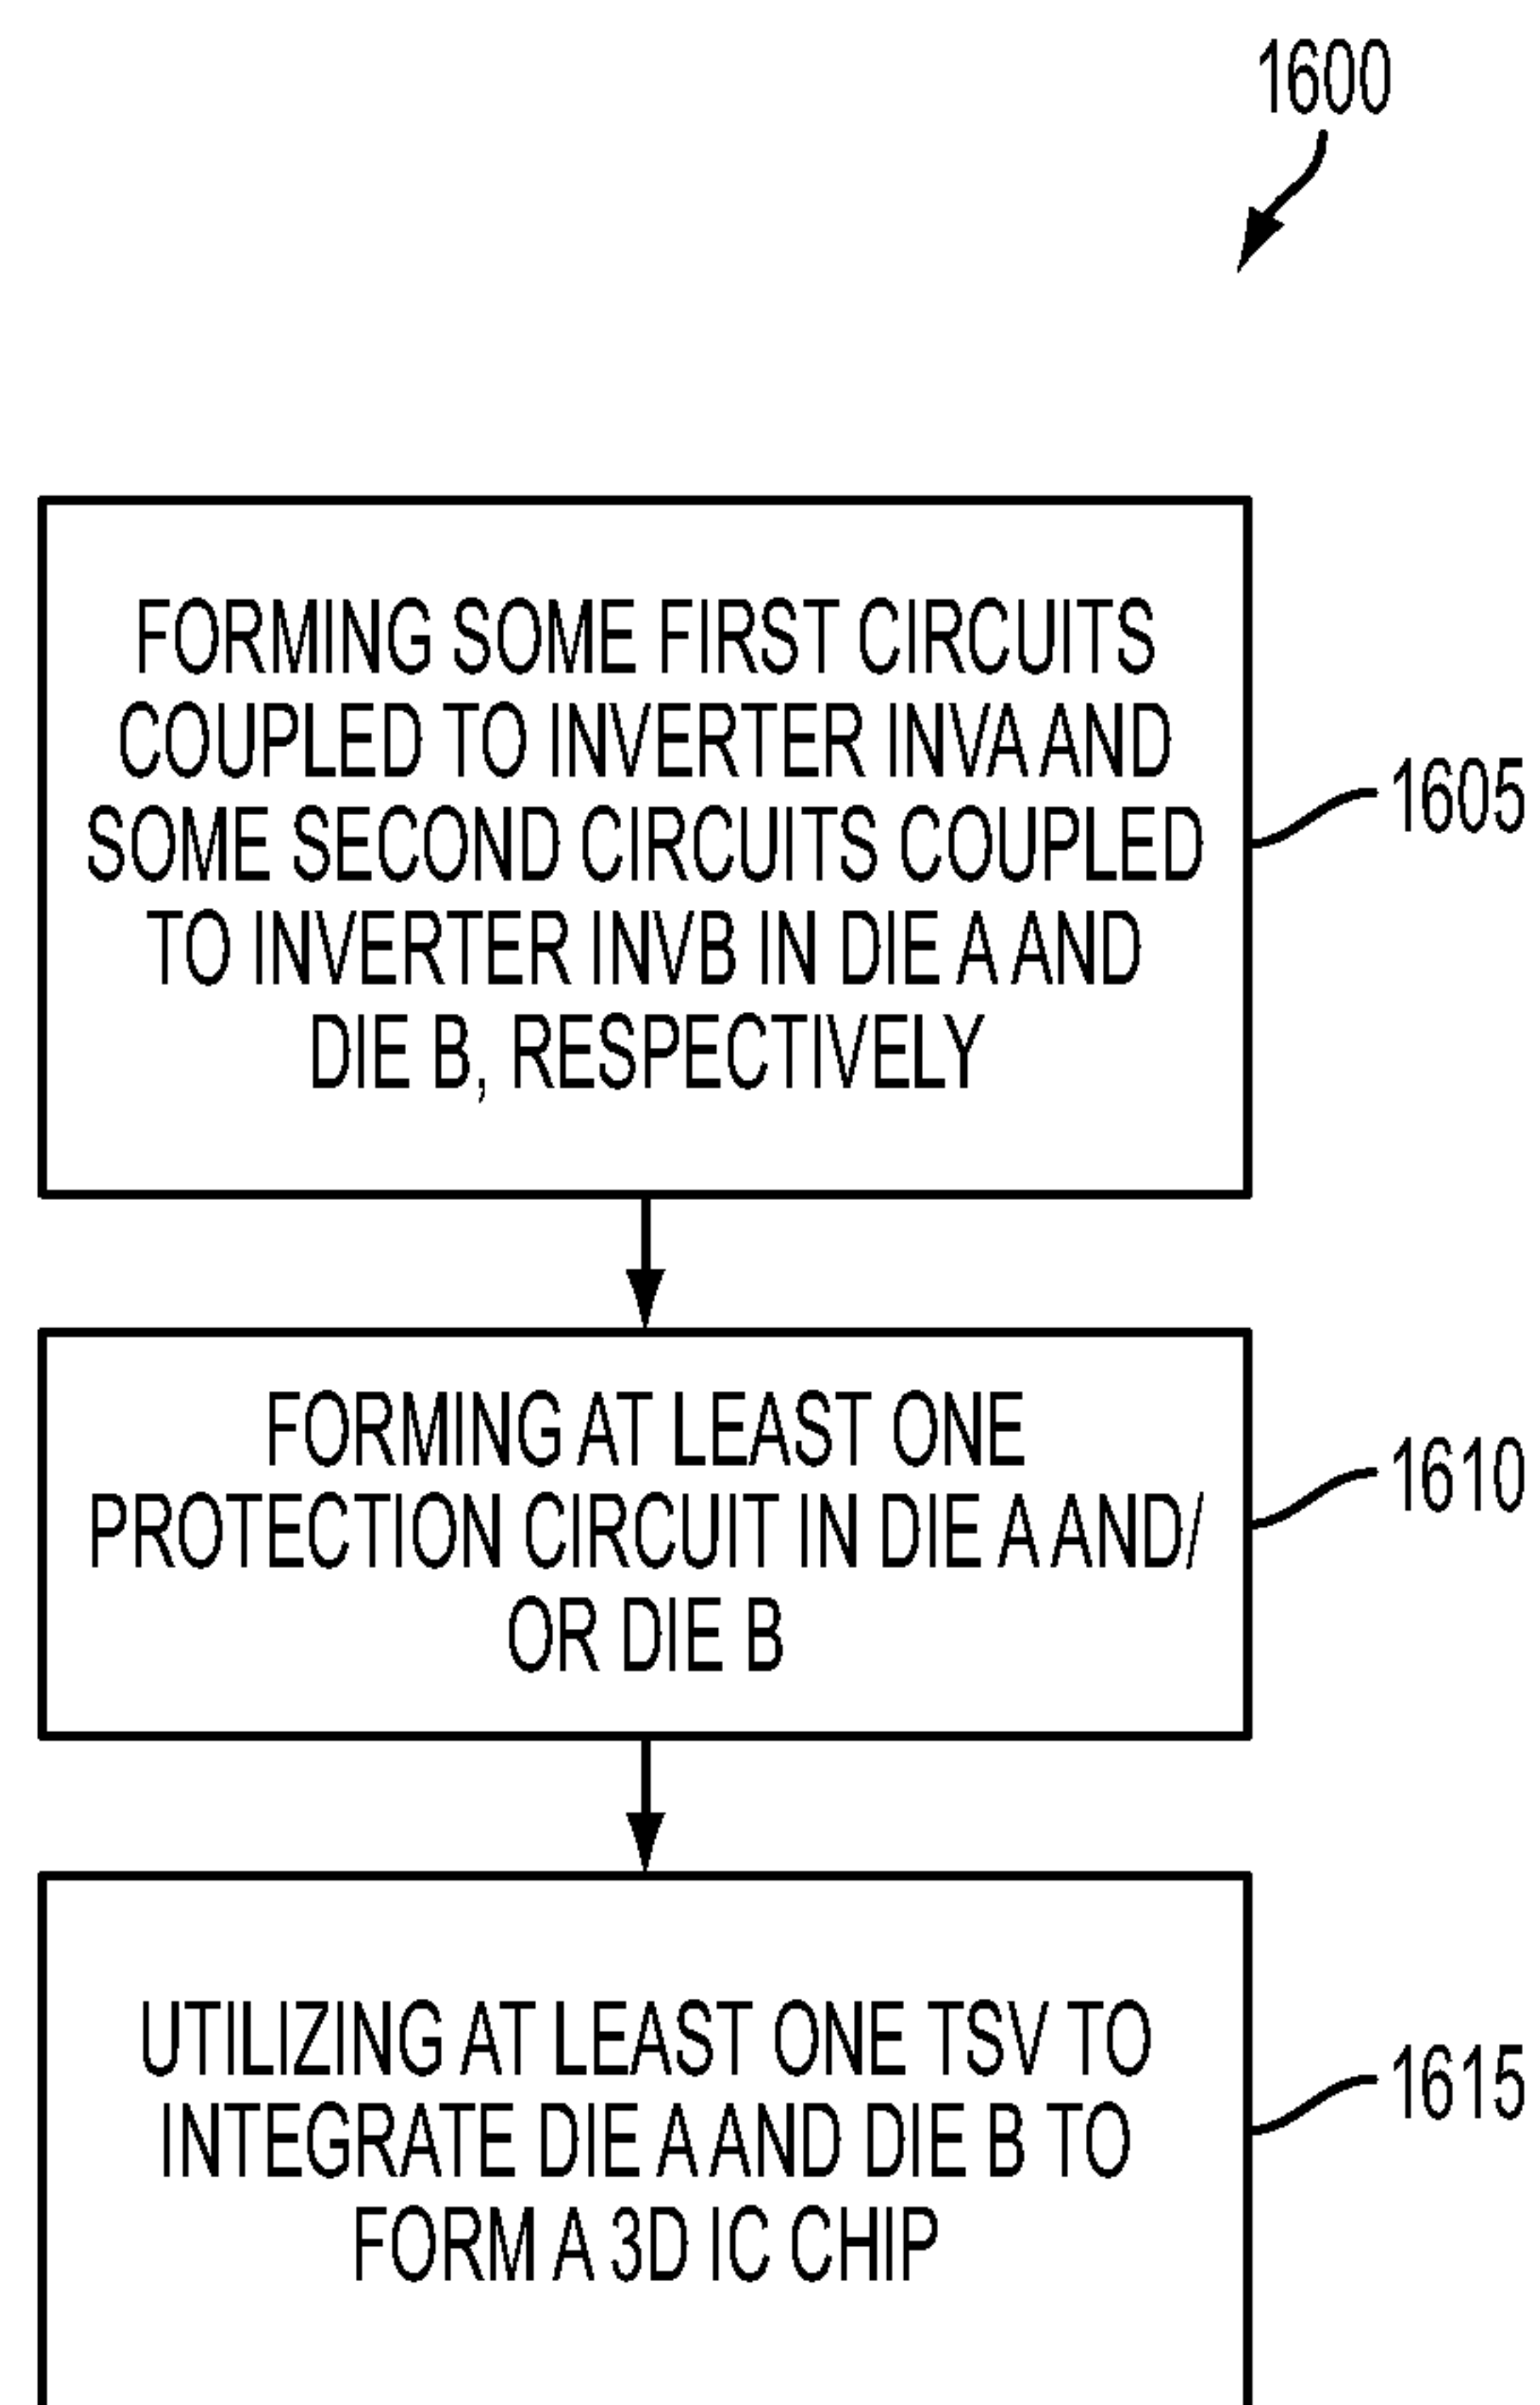 1600
FORMING SOME FIRST CIRCUITS
COUPLED TO INVERTER INVA AND
SOME SECOND CIRCUITS COUPLED
TO INVERTER INVB IN DIE A AND
DIE B, RESPECTIVELY
1605
FORMING AT LEAST ONE
PROTECTION CIRCUIT IN DIE A AND/
OR DIE B
1610
UTILIZING AT LEAST ONE TSV TO
INTEGRATE DIE A AND DIE B TO
FORM A 3D IC CHIP
1615